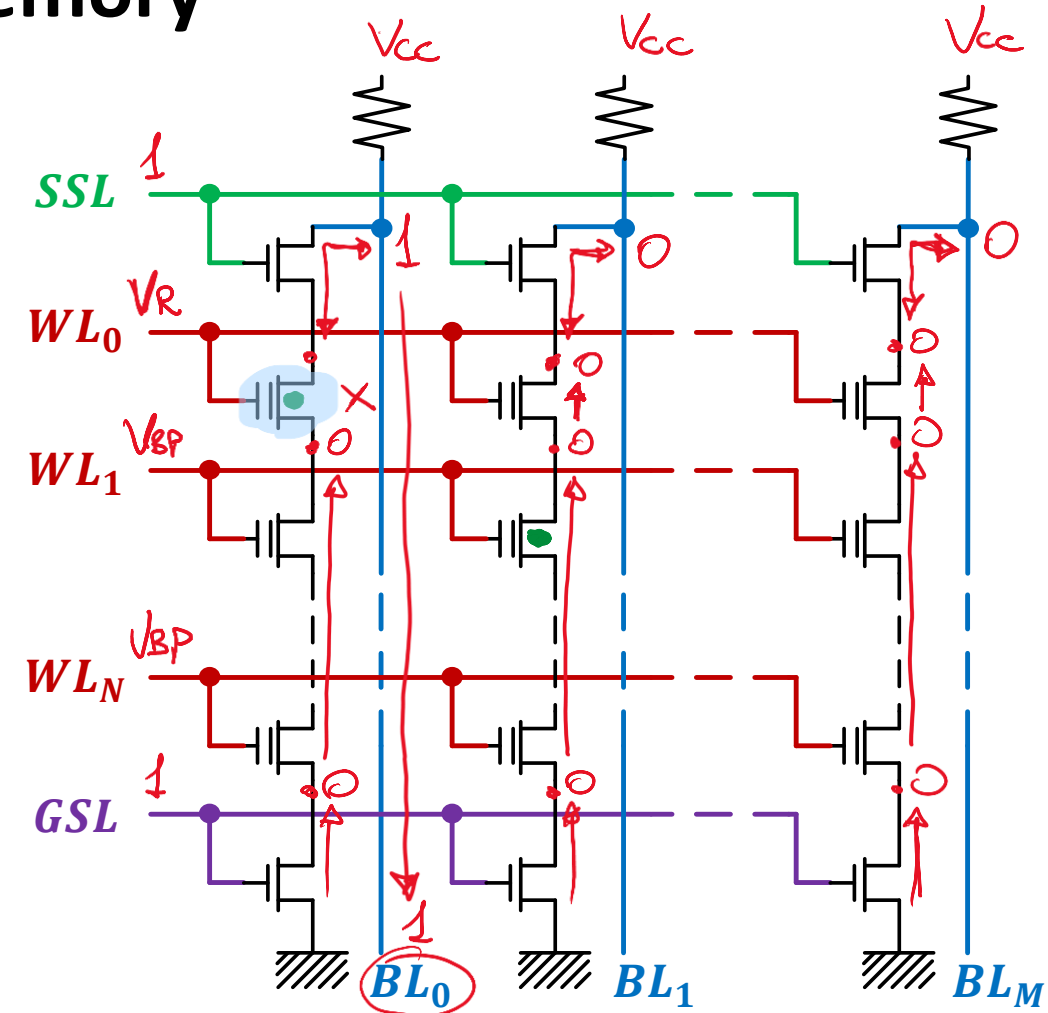 emory
Vcc Vcc Vcc
1
SSL
1 0 0
VR
WL0
0 0
X
VBP 0 0 0
WL1
VBP
WLN
1 0 0 0
GSL
1
BL0 BL1 BLM